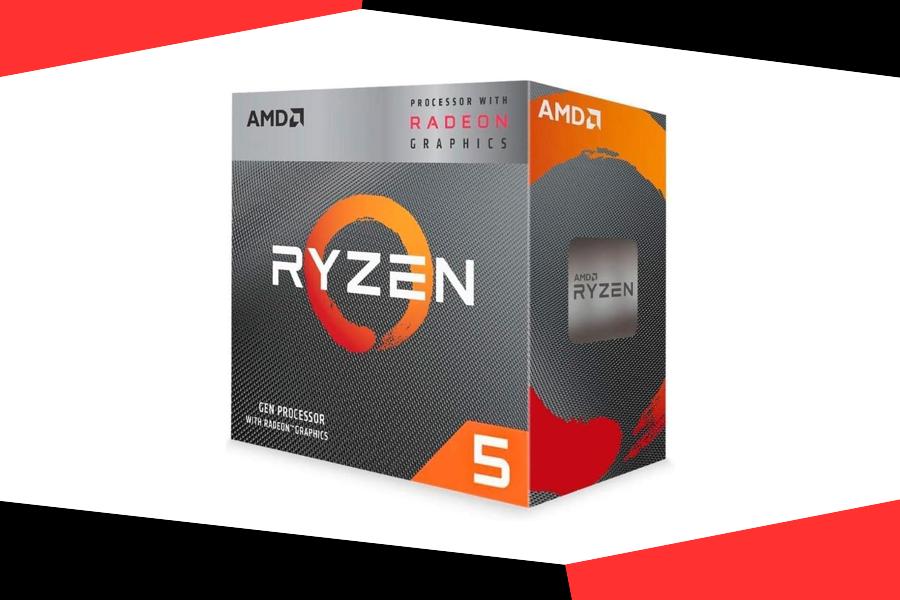 AMD
PROCESSOR WITH
RADEON
GRAPHICS
RYZEN
GEN PROCESSOR
WITH RADEON™ GRAPHICS
5
AMD
AMD
RYZEN